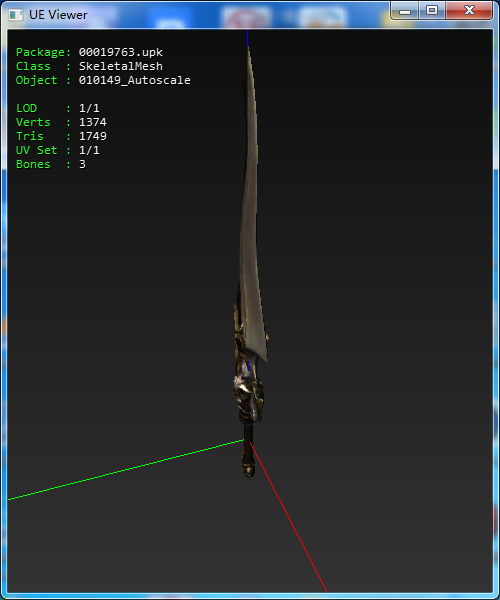 UE Viewer
Package: 00019763.upk
Class : SkeletalMesh
Object : 010149_Autoscale
LOD : 1/1
Verts : 1374
Tris : 1749
UV Set : 1/1
Bones : 3